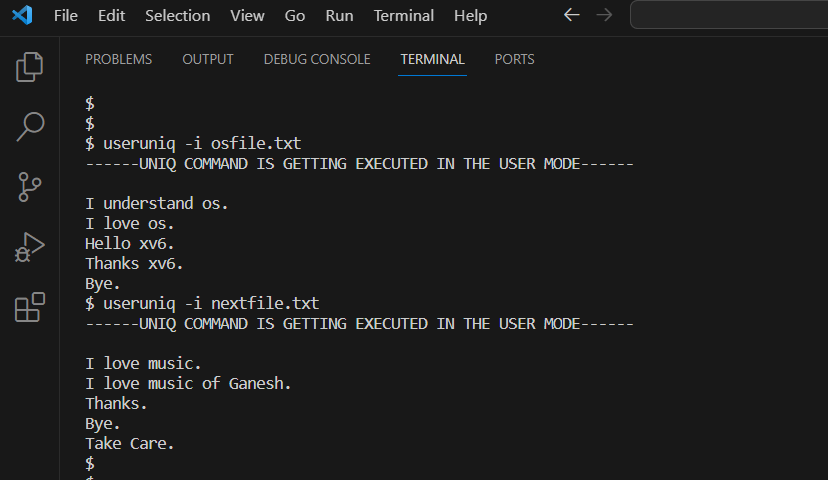 File Edit Selection View Go Run Terminal Help
PROBLEMS OUTPUT DEBUG CONSOLE TERMINAL PORTS
$
$
$ useruniq -i osfile.txt
------UNIQ COMMAND IS GETTING EXECUTED IN THE USER MODE------
I understand os.
I love os.
Hello xv6.
Thanks xv6.
Bye.
$ useruniq -i nextfile.txt
------UNIQ COMMAND IS GETTING EXECUTED IN THE USER MODE------
I love music.
I love music of Ganesh.
Thanks.
Bye.
Take Care.
$
$